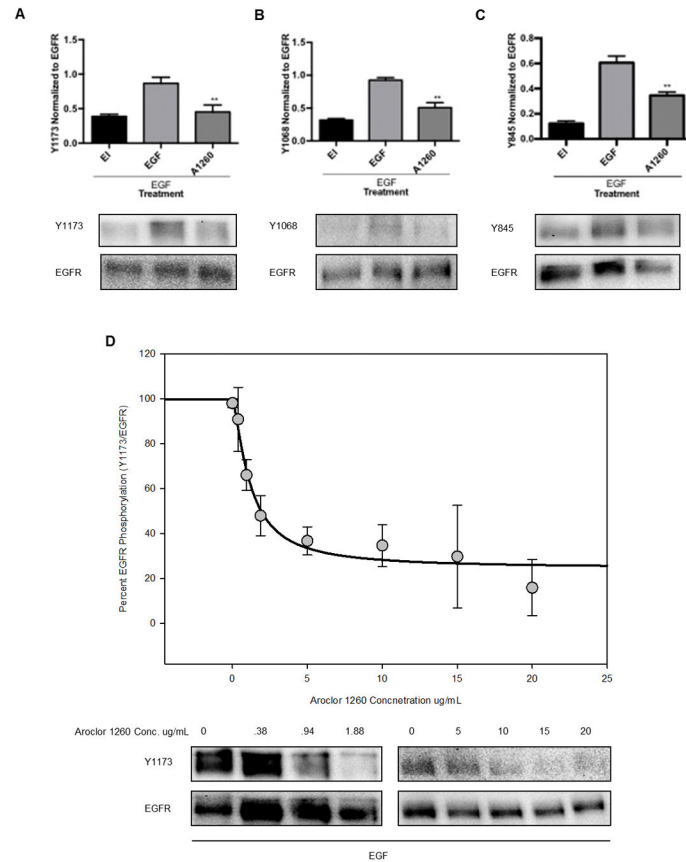 A
Y1173 Normalized to EGFR
1.5
1.0
0.5
0.0
**
EI
EGF
A1260
EGF
Treatment
Y1173
EGFR
B
Y1068 Normalized to EGFR
1.5
1.0
0.5
0.0
**
EI
EGF
A1260
EGF
Treatment
Y1068
EGFR
C
Y845 Normalized to EGFR
0.8
0.6
0.4
0.2
0.0
**
EI
EGF
A1260
EGF
Treatment
Y845
EGFR
D
Percent EGFR Phosphorylation (Y1173/EGFR)
120
100
80
60
40
20
0
0 5 10 15 20 25
Aroclor 1260 Concnetration ug/mL
Aroclor 1260 Conc. ug/mL 0 .38 .94 1.88 0 5 10 15 20
Y1173
EGFR
EGF